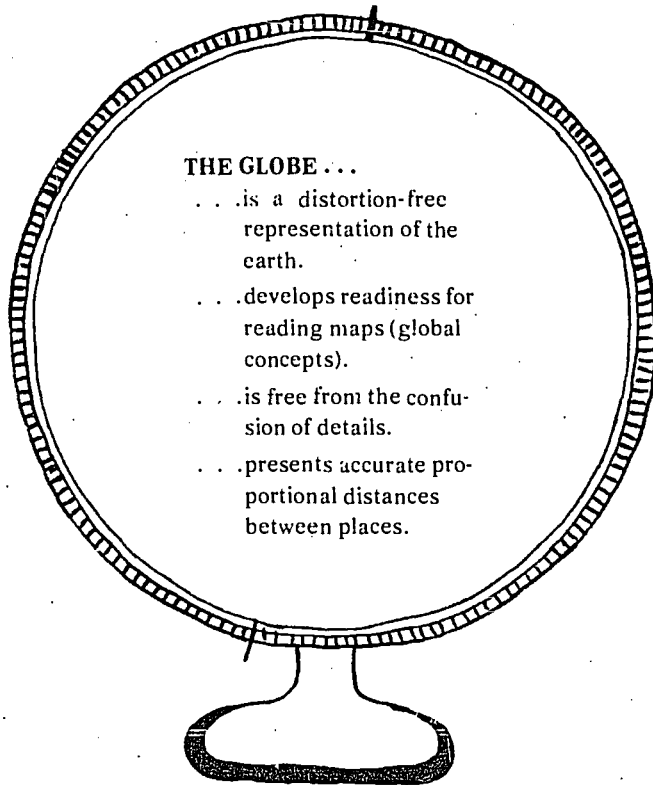 THE GLOBE . . .
. . .is a distortion-free
representation of the
earth.
. . .develops readiness for
reading maps (global
concepts).
. . .is free from the confu-
sion of details.
. . .presents accurate pro-
portional distances
between places.